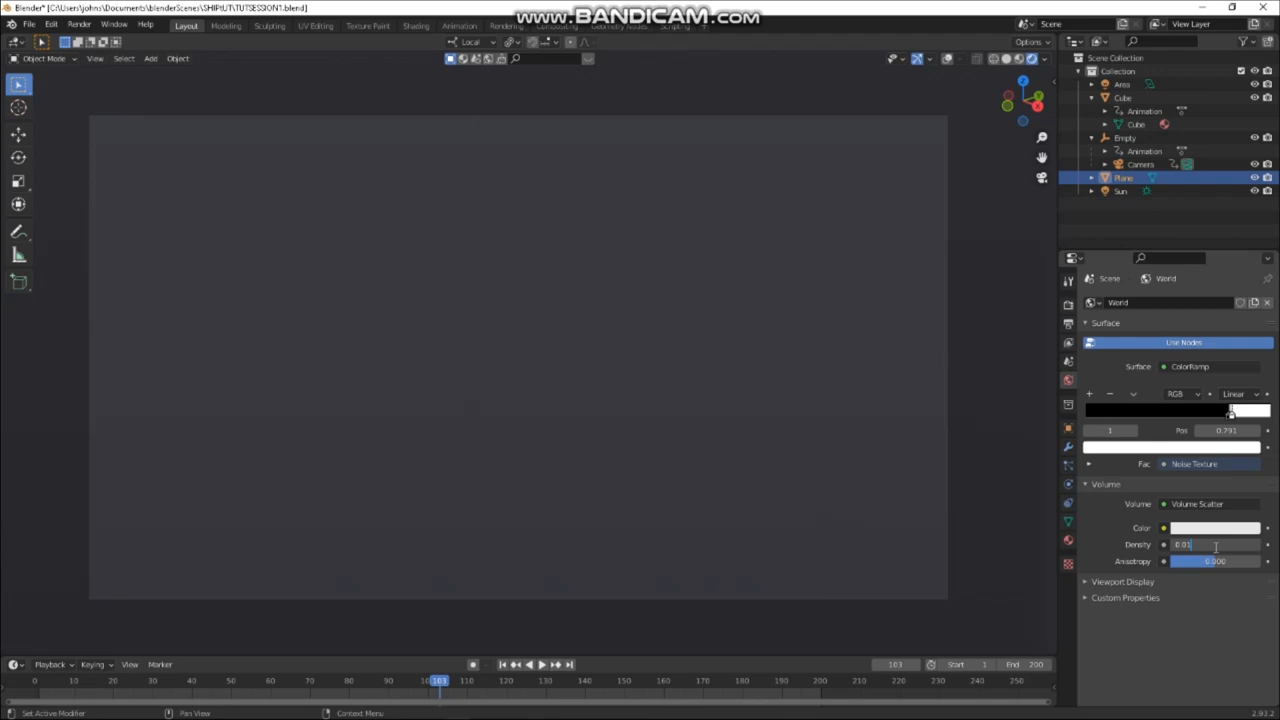 Blender* [C:\Users\johns\Documents\blenderScenes\SHIPtUT\TUTSESSION1.blend]
www.BANDICAM.com
File Edit Render Window Help Layout Modeling Sculpting UV Editing Texture Paint Shading Animation Rendering Compositing Geometry Nodes Scripting + Scene View Layer
Local Options
Object Mode View Select Add Object
Scene Collection
Collection
Area
Cube
Animation
Cube
Empty
Animation
Camera
Plane
Sun
Z
Y
X
Scene World
World
Surface
Use Nodes
Surface ColorRamp
RGB Linear
1 Pos 0.791
Fac Noise Texture
Volume
Volume Volume Scatter
Color
Density 0.01
Anisotropy 0.000
Viewport Display
Custom Properties
Playback Keying View Marker 103 Start 1 End 200
0 10 20 30 40 50 60 70 80 90 103 110 120 130 140 150 160 170 180 190 200 210 220 230 240 250
Set Active Modifier Pan View Context Menu 2.93.2